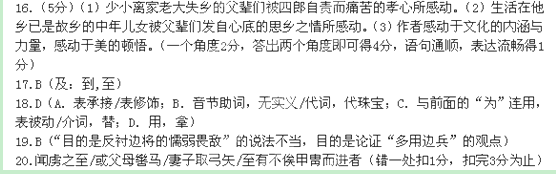 16.（5分）（1）少小离家老大失乡的父辈们被四郎自责而痛苦的孝心所感动。（2）生活在他
乡已是故乡的中年儿女被父辈们发自心底的思乡之情所感动。（3）作者感动于文化的内涵与
力量，感动于美的顿悟。（一个角度2分，答出两个角度即可得4分，语句通顺，表达流畅得1
分）
17.B（及：到,至）
18.D（A．表承接/表修饰；B．音节助词，无实义/代词，代珠宝；C．与前面的“为”连用，
表被动/介词，替；D．用，拿）
19.B（“目的是反衬边将的懦弱畏敌”的说法不当，目的是论证“多用边兵”的观点）
20.闻虏之至/或父母辔马/妻子取弓矢/至有不俟甲胄而进者（错一处扣1分，扣完3分为止）